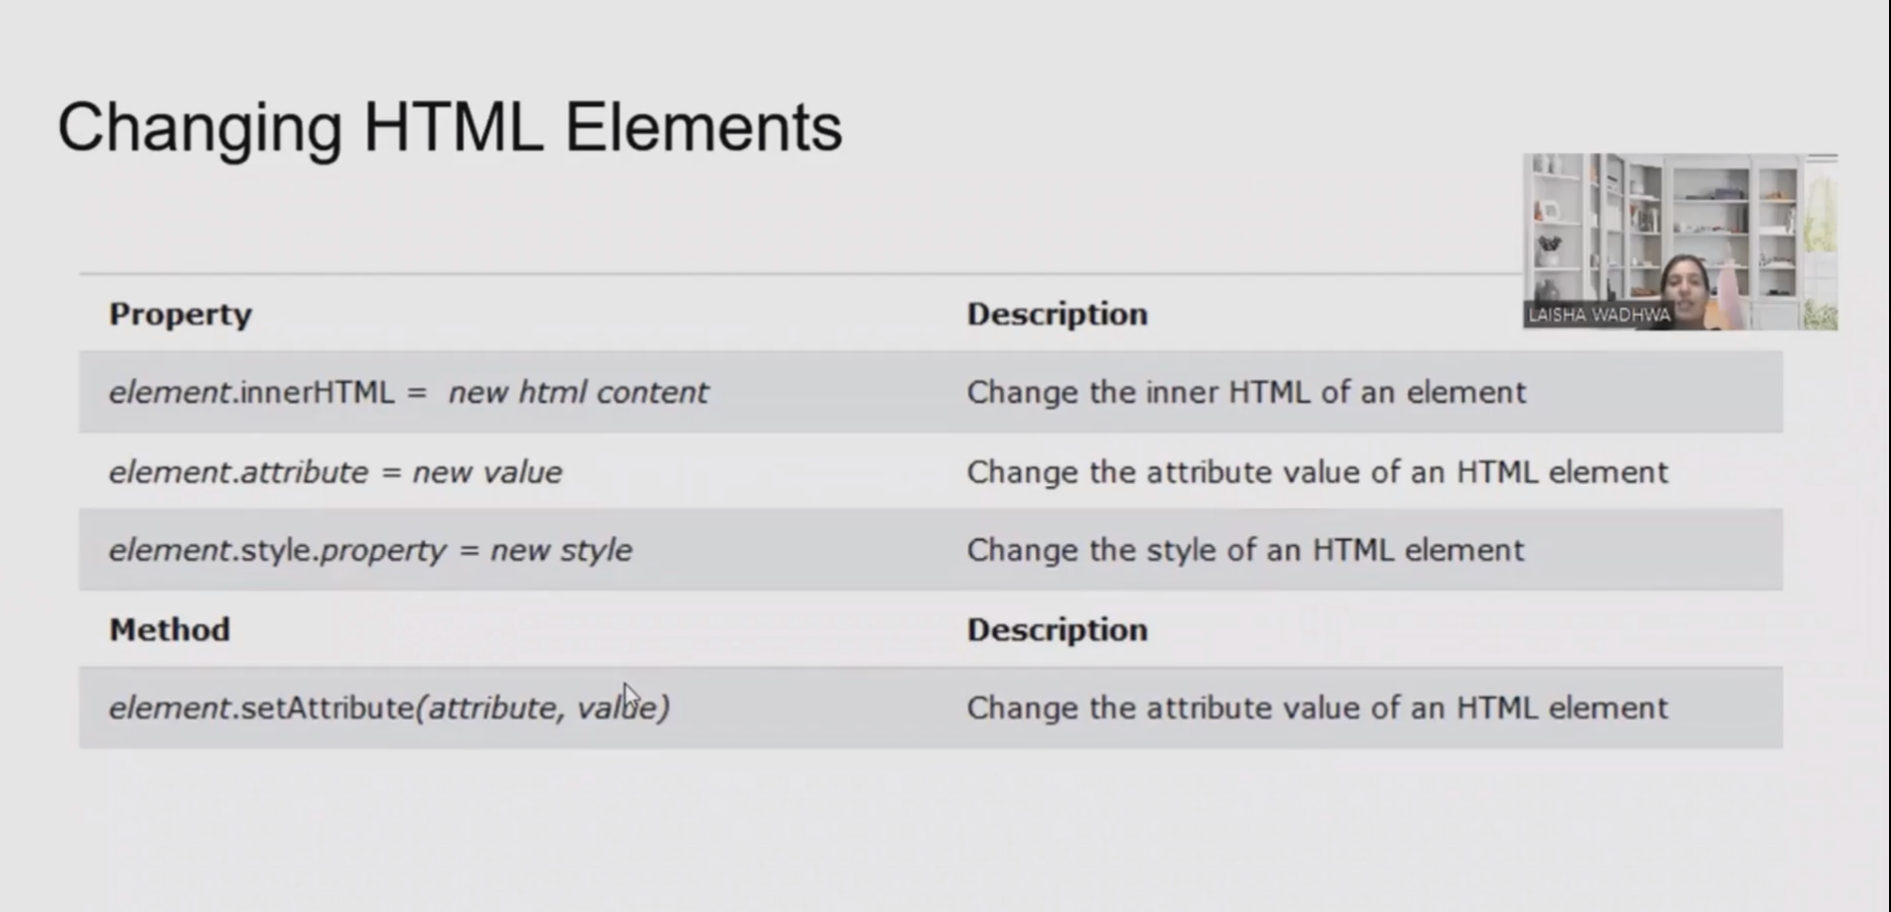 Changing HTML Elements
LAISHA WADHWA
Property Description
element.innerHTML = new html content Change the inner HTML of an element
element.attribute = new value Change the attribute value of an HTML element
element.style.property = new style Change the style of an HTML element
Method Description
element.setAttribute(attribute, value) Change the attribute value of an HTML element